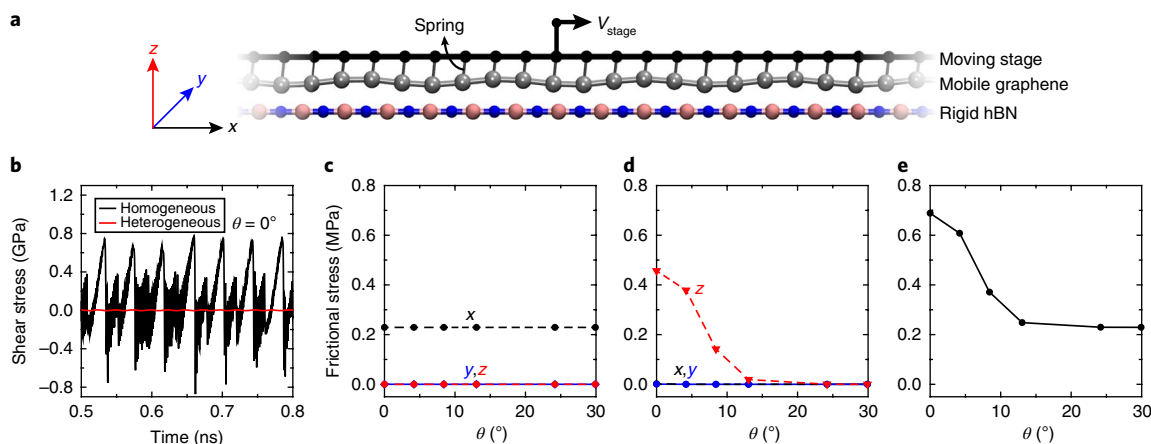 a
Spring
V_stage
Moving stage
Mobile graphene
Rigid hBN
z
y
x
b
Shear stress (GPa)
1.2
0.8
0.4
0.0
–0.4
–0.8
Homogeneous
Heterogeneous
θ = 0°
0.5 0.6 0.7 0.8
Time (ns)
c
Frictional stress (MPa)
0.8
0.6
0.4
0.2
0.0
x
y,z
0 10 20 30
θ (°)
d
0.8
0.6
0.4
0.2
0.0
z
x,y
0 10 20 30
θ (°)
e
0.8
0.6
0.4
0.2
0.0
0 10 20 30
θ (°)